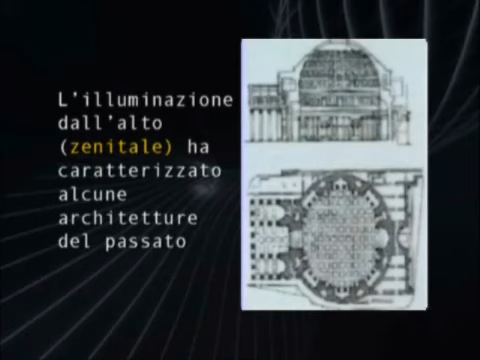 L'illuminazione
dall'alto
(zenitale) ha
caratterizzato
alcune
architetture
del passato